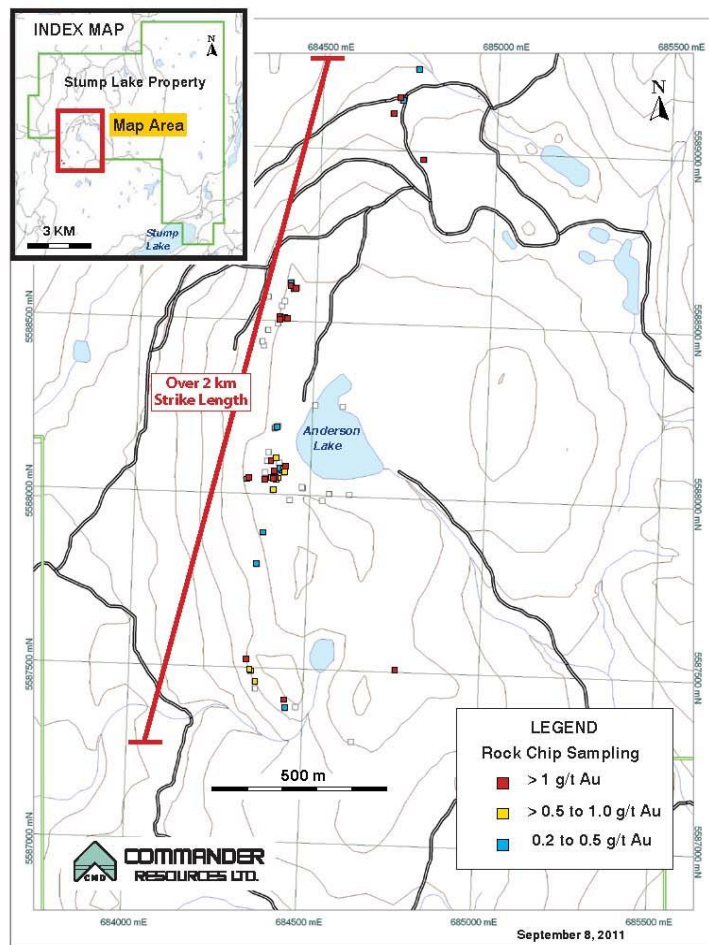 INDEX MAP
N
Stump Lake Property
Map Area
3 KM
Stump
Lake
684500 mE
685000 mE
685500 mE
N
5589000 mN
5588500 mN
5588500 mN
Over 2 km
Strike Length
Anderson
Lake
5588000 mN
5588000 mN
5587500 mN
5587500 mN
LEGEND
Rock Chip Sampling
> 1 g/t Au
> 0.5 to 1.0 g/t Au
0.2 to 0.5 g/t Au
500 m
5587000 mN
5587000 mN
CMD
COMMANDER
RESOURCES LTD.
684000 mE
684500 mE
685000 mE
685500 mE
September 8, 2011